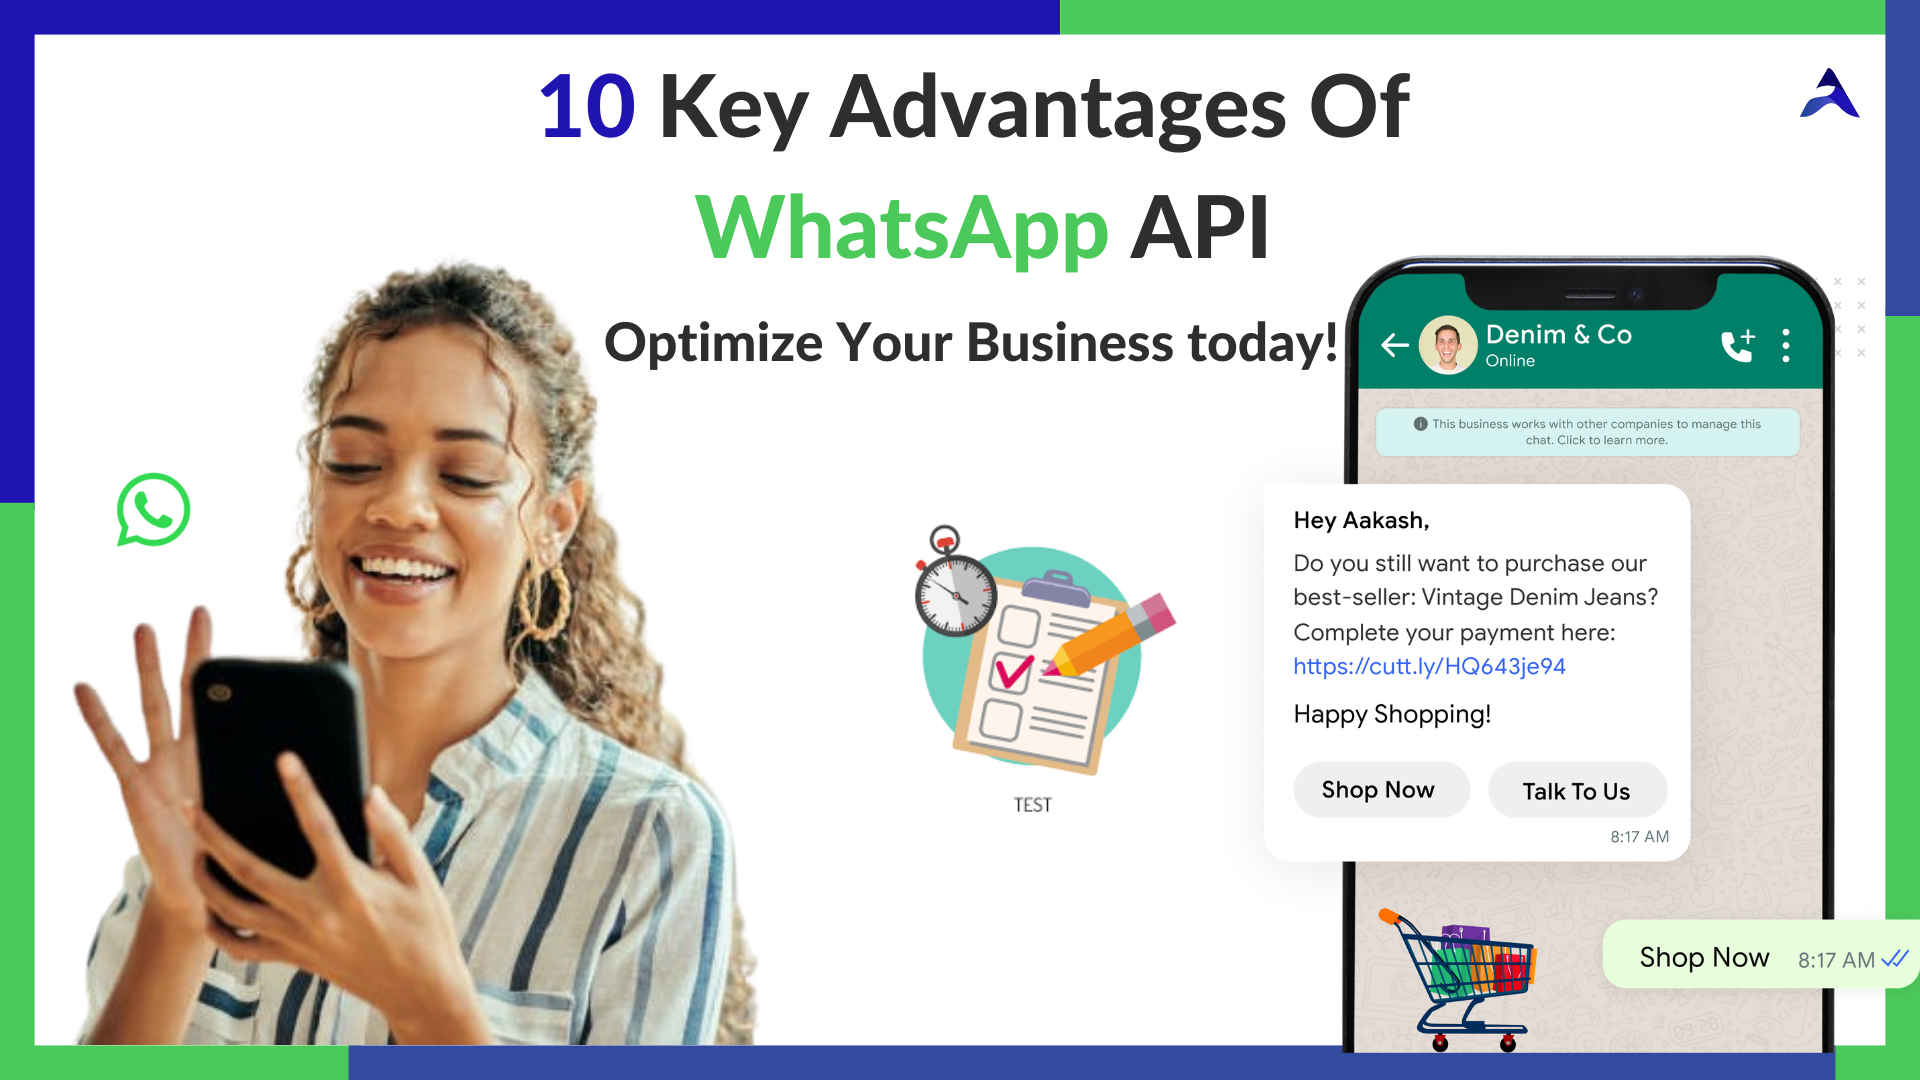 10 Key Advantages Of
WhatsApp API
Optimize Your Business today!
Denim & Co
Online
This business works with other companies to manage this
chat. Click to learn more.
Hey Aakash,
Do you still want to purchase our
best-seller: Vintage Denim Jeans?
Complete your payment here:
https://cutt.ly/HQ643je94
Happy Shopping!
Shop Now
Talk To Us
8:17 AM
TEST
Shop Now 8:17 AM